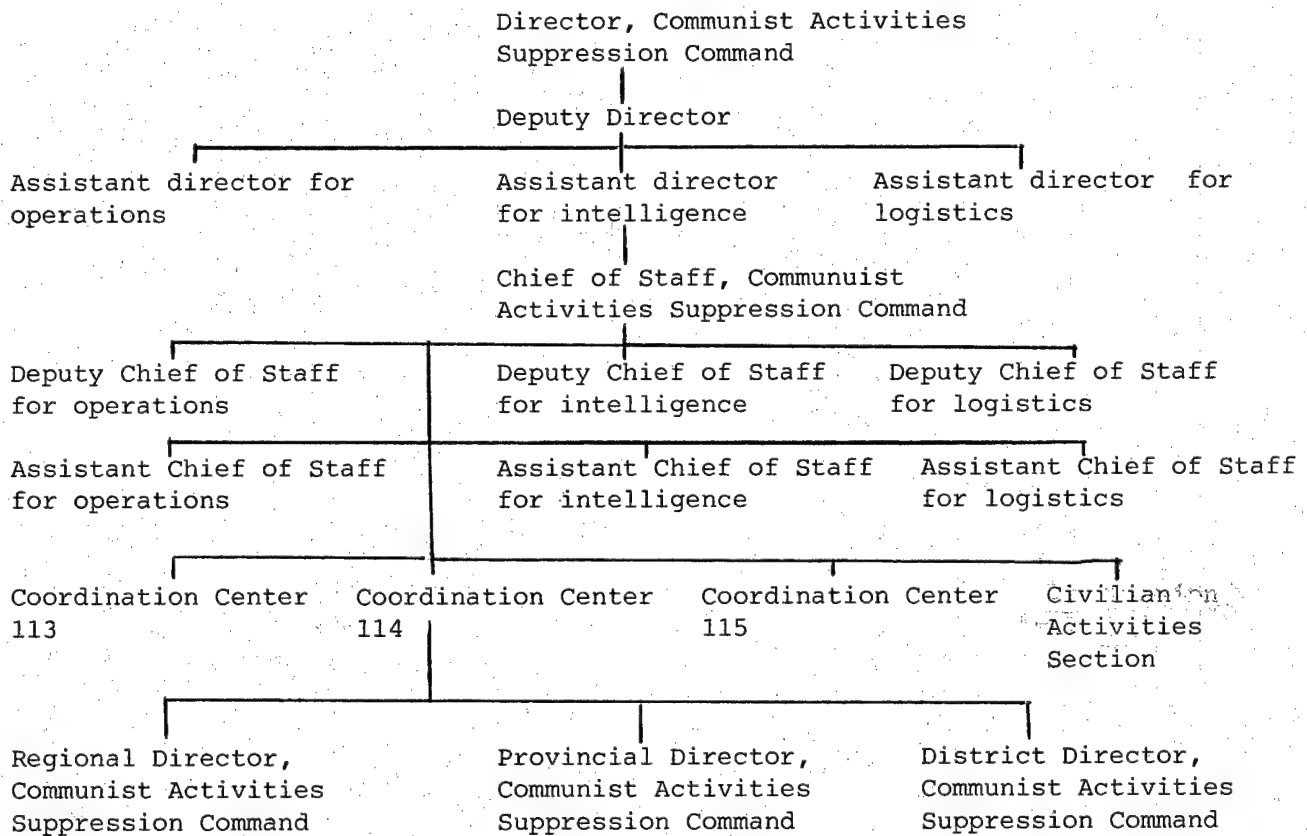 Director, Communist Activities
Suppression Command
Deputy Director
Assistant director for
operations
Assistant director
for intelligence
Assistant director for
logistics
Chief of Staff, Communuist
Activities Suppression Command
Deputy Chief of Staff
for operations
Deputy Chief of Staff
for intelligence
Deputy Chief of Staff
for logistics
Assistant Chief of Staff
for operations
Assistant Chief of Staff
for intelligence
Assistant Chief of Staff
for logistics
Coordination Center
113
Coordination Center
114
Coordination Center
115
Civilian
Activities
Section
Regional Director,
Communist Activities
Suppression Command
Provincial Director,
Communist Activities
Suppression Command
District Director,
Communist Activities
Suppression Command